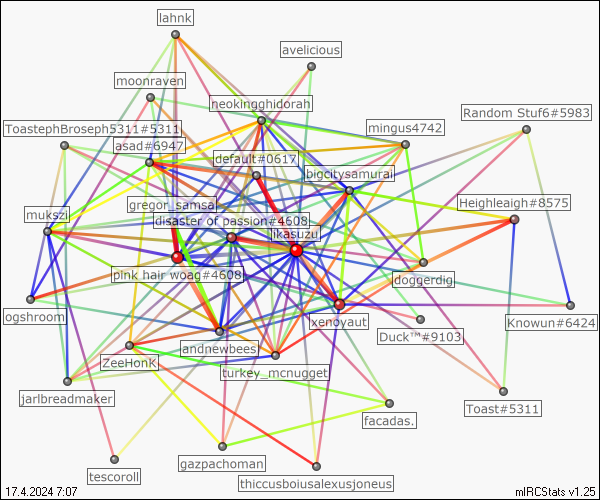 lahnk
avelicious
moonraven
neokingghidorah
Random Stuf6#5983
ToastephBroseph5311#5311
mingus4742
asad#6947
default#0617
bigcitysamurai
gregor_samsa
Heighleaigh#8575
mukszi
disaster of passion#4608
likasuzu
pink hair woag#4608
doggerdig
ogshroom
xenoyaut
Knowun#6424
Duck™#9103
landnewbees
ZeeHonK
turkey_mcnugget
jarlbreadmaker
Toast#5311
facadas.
gazpachoman
tescoroll
thiccusboiusalexusjoneus
17.4.2024 7:07
mIRCStats v1.25